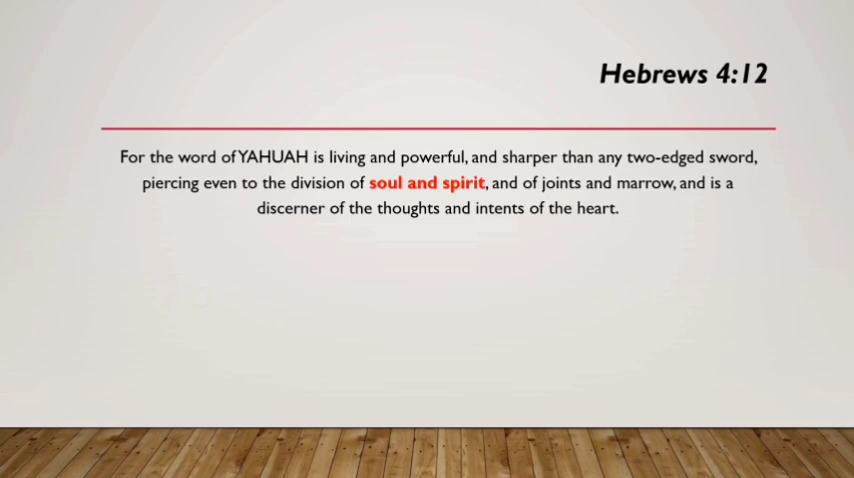 Hebrews 4:12
For the word of YAHUAH is living and powerful, and sharper than any two-edged sword,
piercing even to the division of soul and spirit, and of joints and marrow, and is a
discerner of the thoughts and intents of the heart.